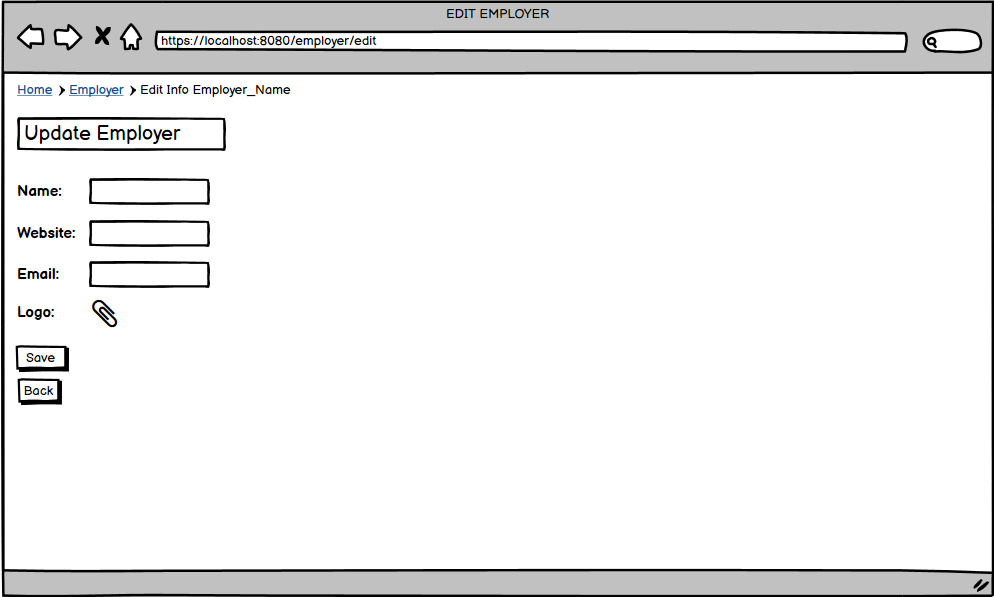 EDIT EMPLOYER
https://localhost:8080/employer/edit
Home Employer Edit Info Employer_Name
Update Employer
Name:
Website:
Email:
Logo:
Save
Back